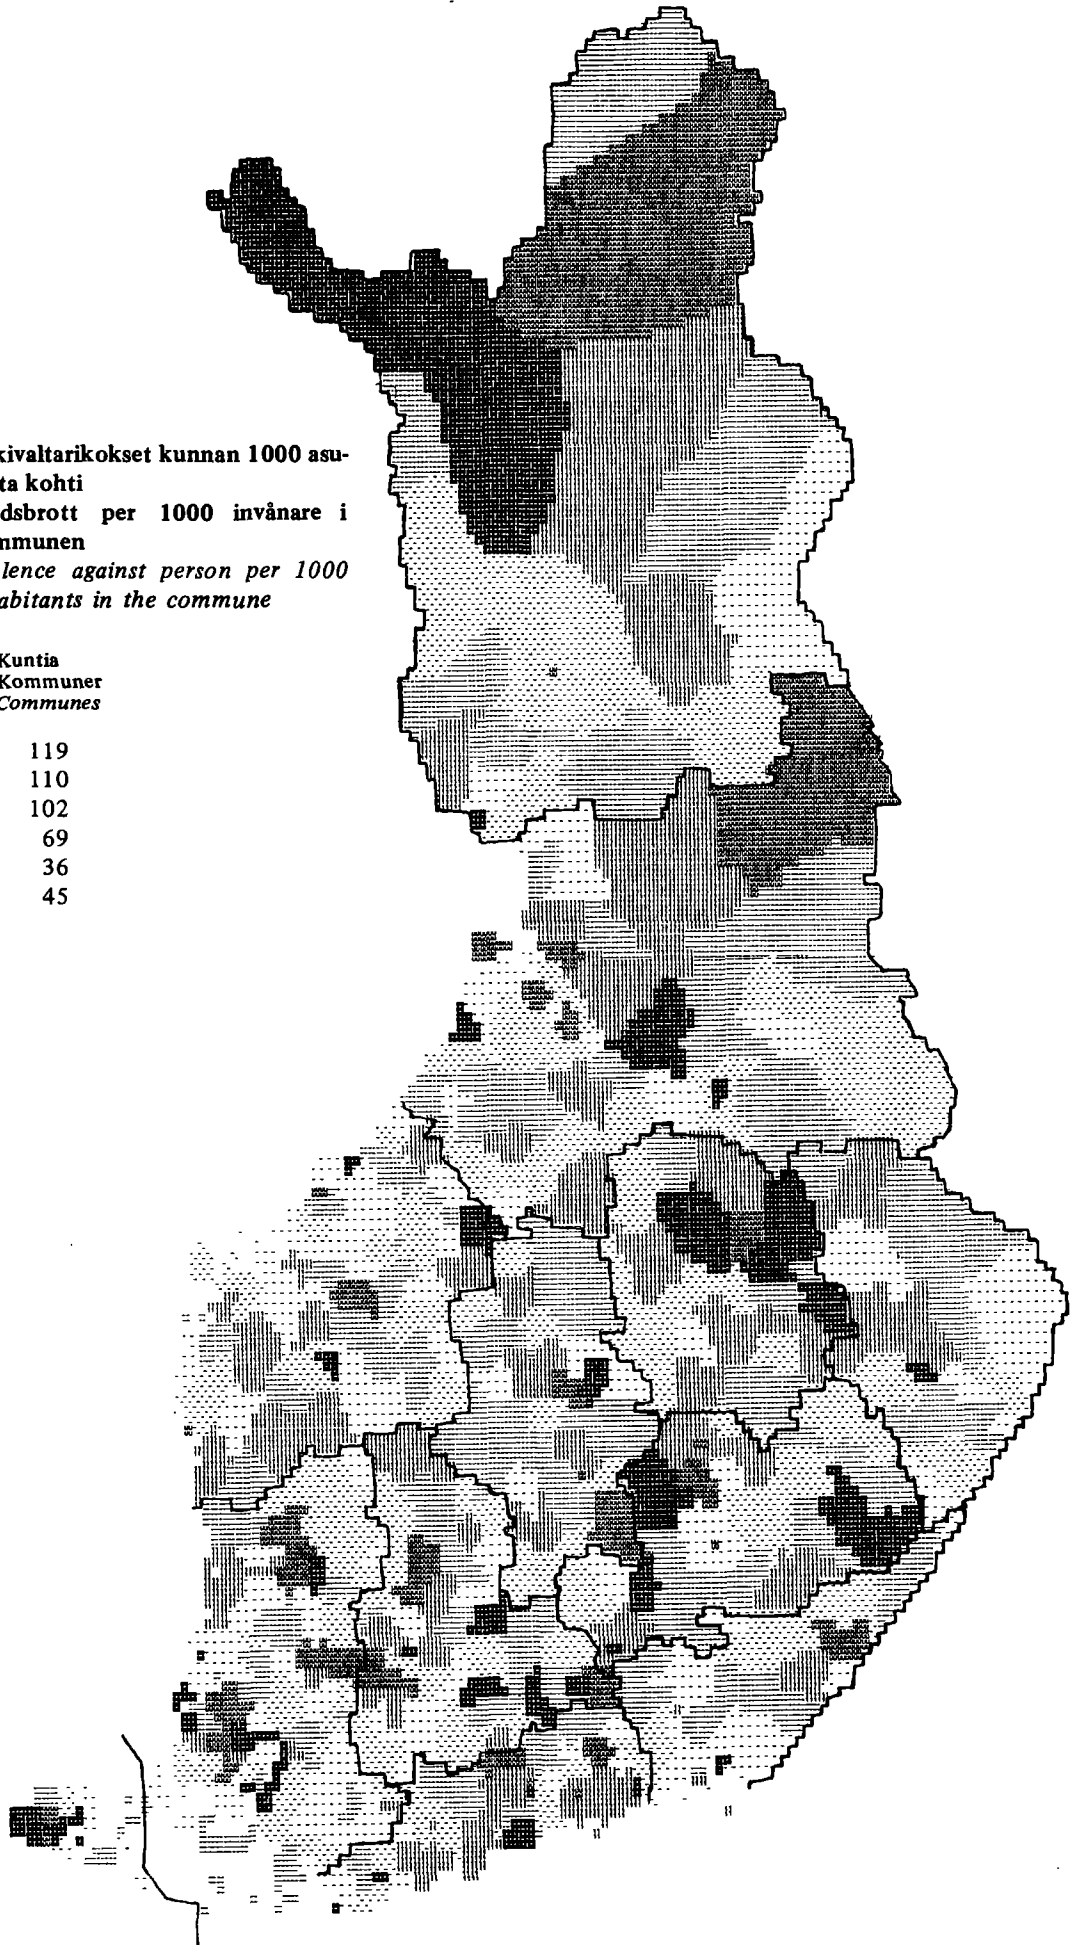 kivaltarikokset kunnan 1000 asu-
ta kohti
dsbrott per 1000 invånare i
mmunen
lence against person per 1000
abitants in the commune
Kuntia
Kommuner
Communes
119
110
102
69
36
45